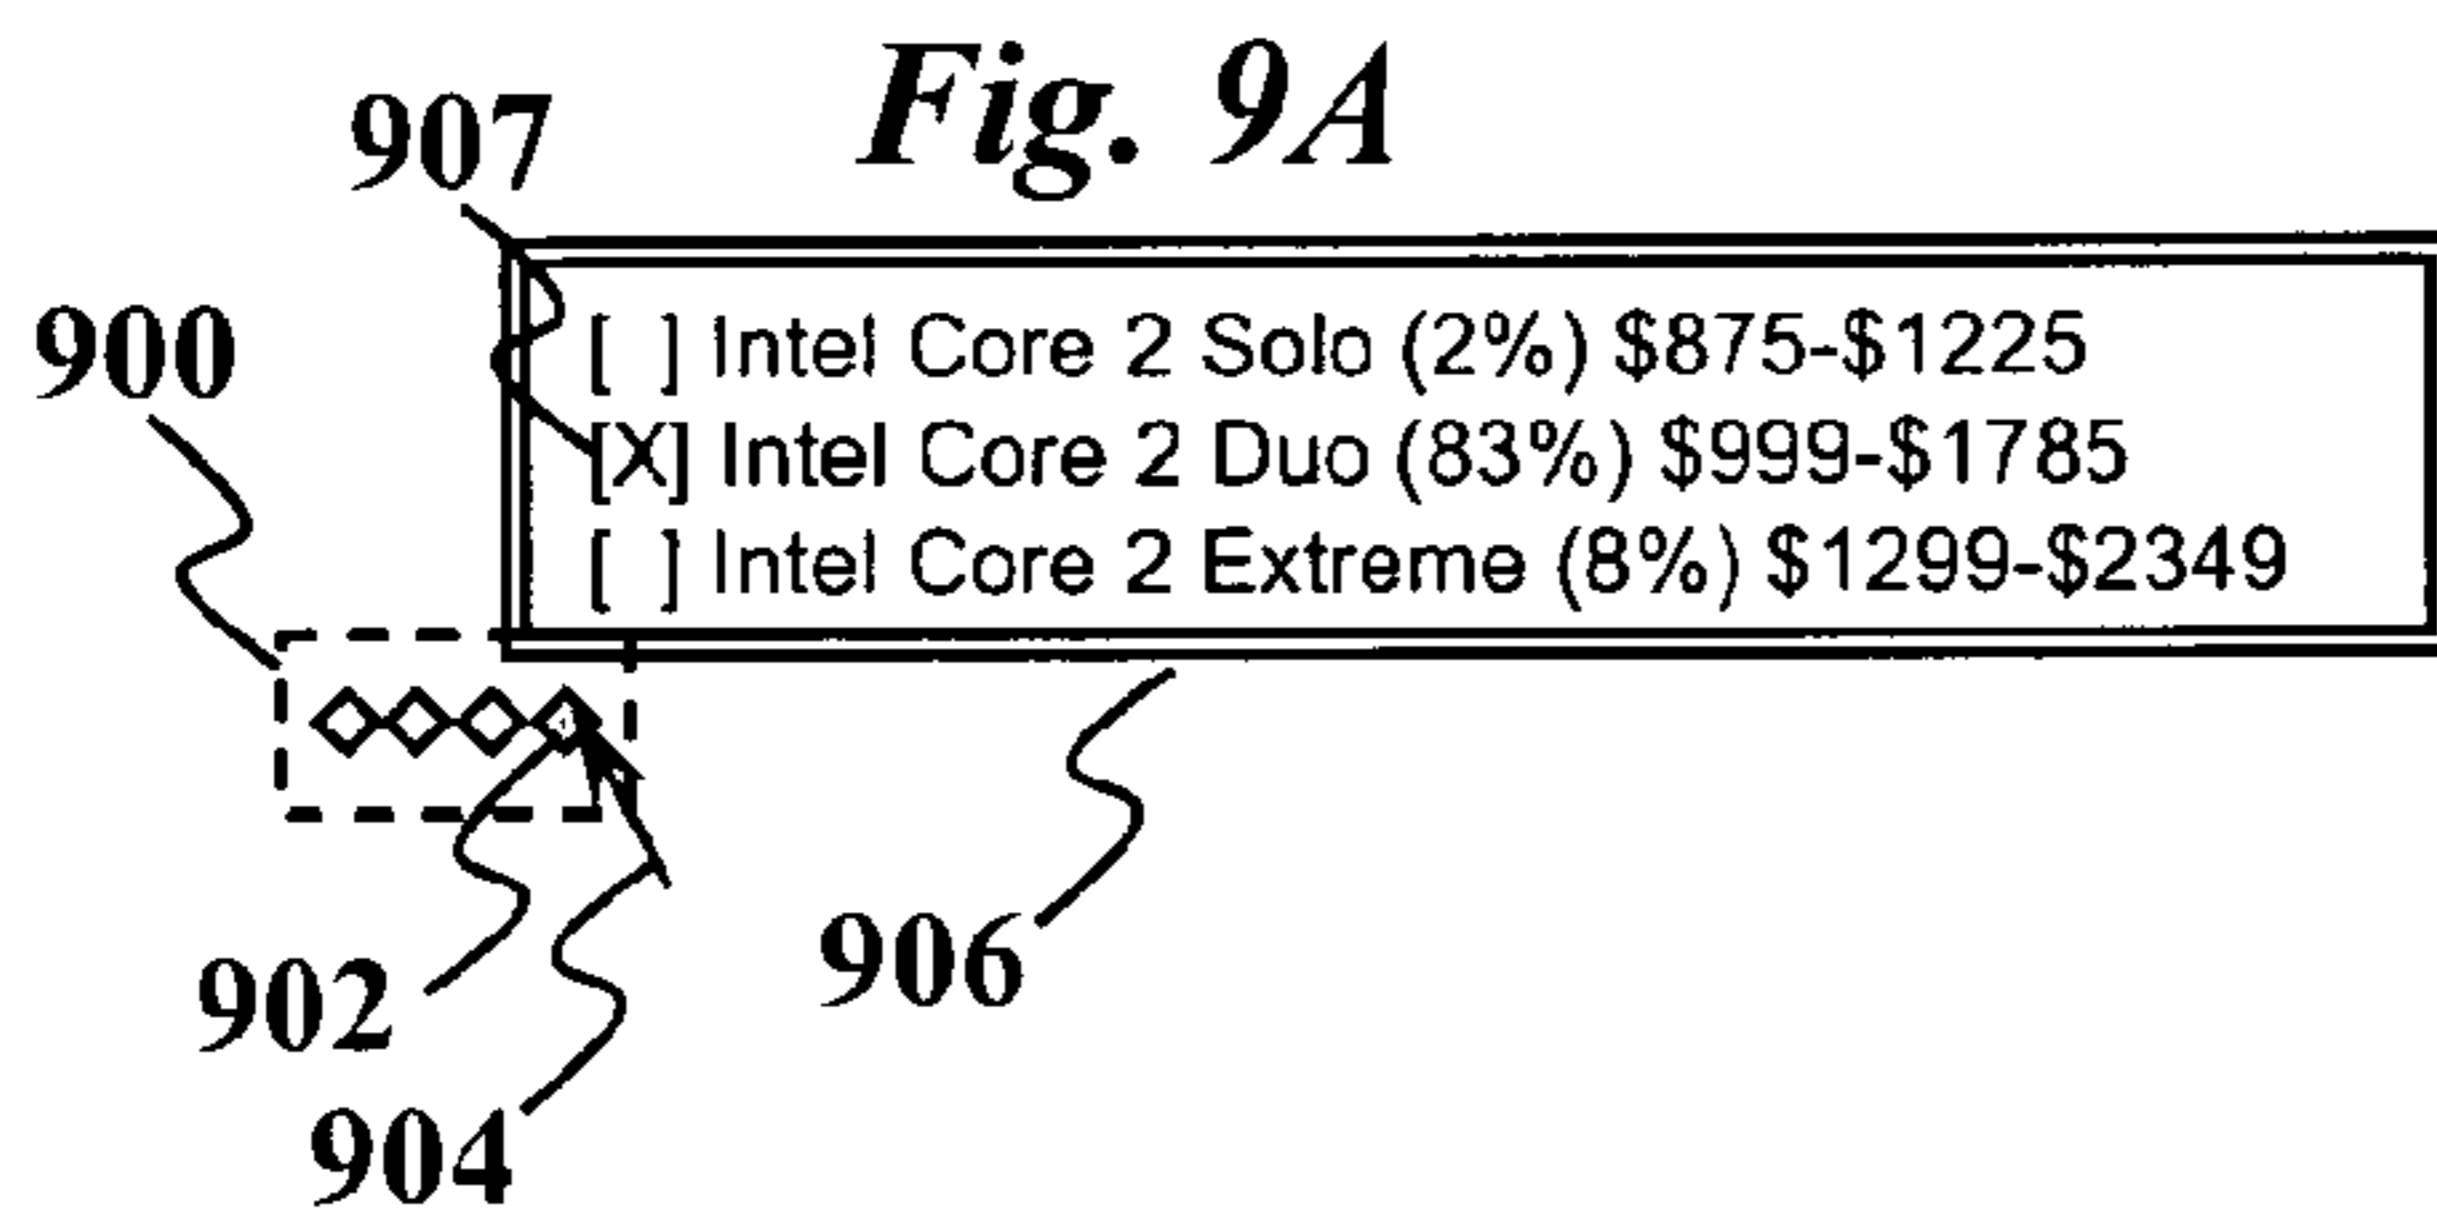 Fig. 9A
907
900
[ ] Intel Core 2 Solo (2%) $875-$1225
[X] Intel Core 2 Duo (83%) $999-$1785
[ ] Intel Core 2 Extreme (8%) $1299-$2349
902
904
906